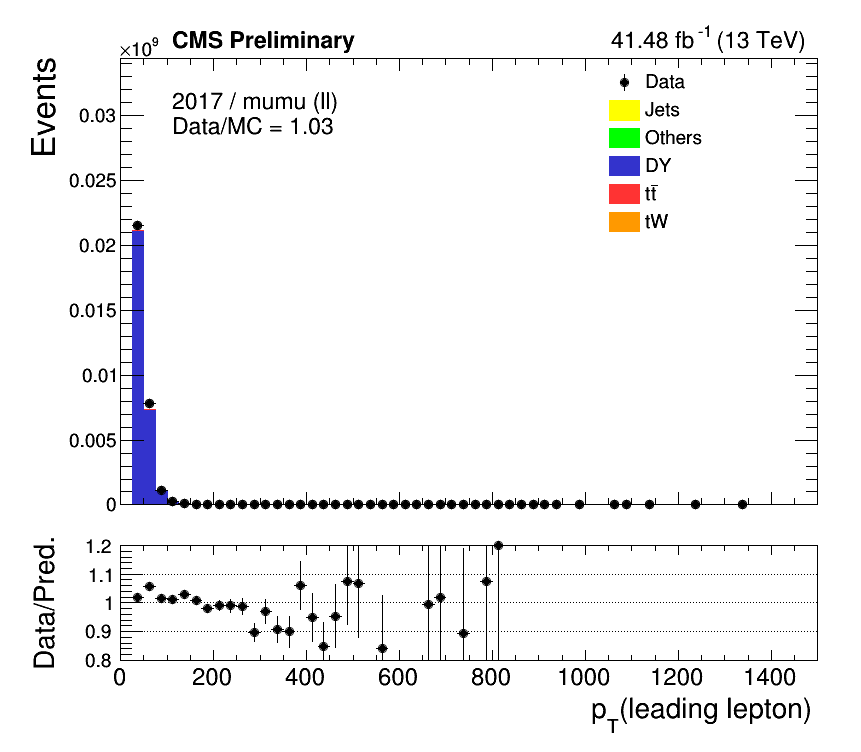 ×10⁹ CMS Preliminary 41.48 fb⁻¹ (13 TeV)
Events
2017 / mumu (ll)
Data/MC = 1.03
Data
Jets
Others
DY
tt̄
tW
0.03
0.025
0.02
0.015
0.01
0.005
0
Data/Pred.
1.2
1.1
1
0.9
0.8
0 200 400 600 800 1000 1200 1400
p_T(leading lepton)